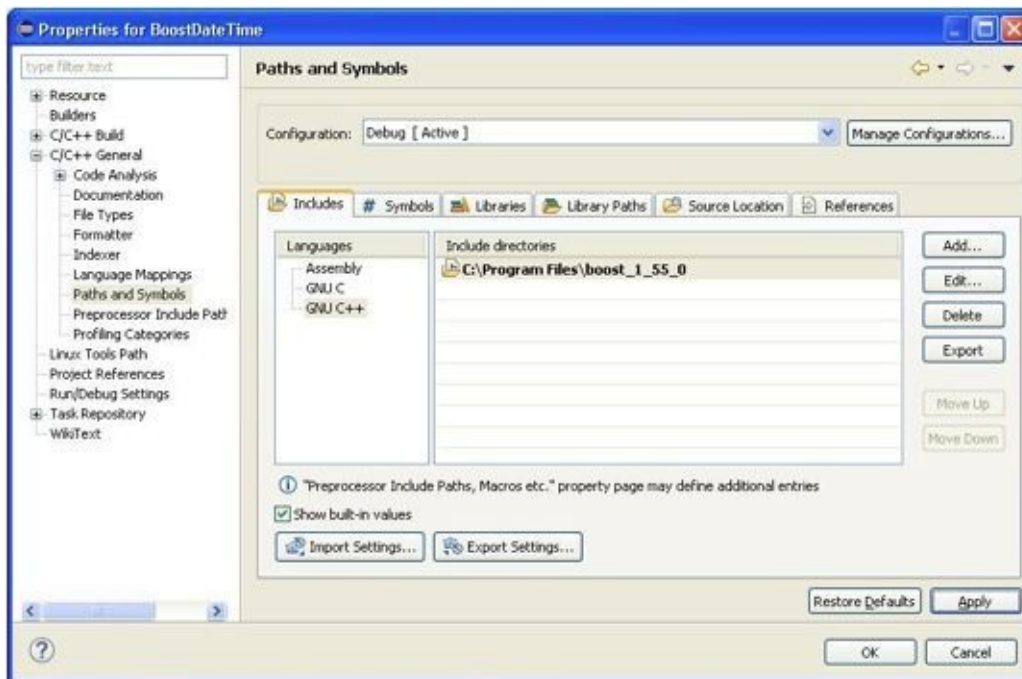 Properties for BoostDateTime
type filter text
Resource
Builders
C/C++ Build
C/C++ General
Code Analysis
Documentation
File Types
Formatter
Indexer
Language Mappings
Paths and Symbols
Preprocessor Include Path
Profiling Categories
Linux Tools Path
Project References
Run/Debug Settings
Task Repository
WikiText
Paths and Symbols
Configuration: Debug [ Active ] Manage Configurations...
Includes # Symbols Libraries Library Paths Source Location References
Languages
Assembly
GNU C
GNU C++
Include directories
C:\Program Files\boost_1_55_0
Add...
Edit...
Delete
Export
Move Up
Move Down
"Preprocessor Include Paths, Macros etc." property page may define additional entries
Show built-in values
Import Settings... Export Settings...
Restore Defaults Apply
OK Cancel